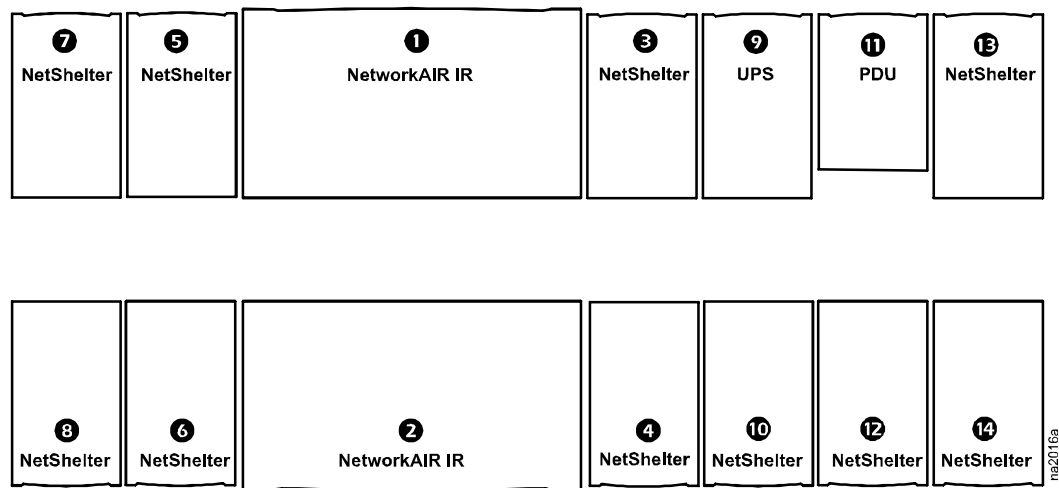 7 5 1 3 9 11 13
NetShelter NetShelter NetworkAIR IR NetShelter UPS PDU NetShelter
8 6 2 4 10 12 14
NetShelter NetShelter NetworkAIR IR NetShelter NetShelter NetShelter NetShelter
na2016a